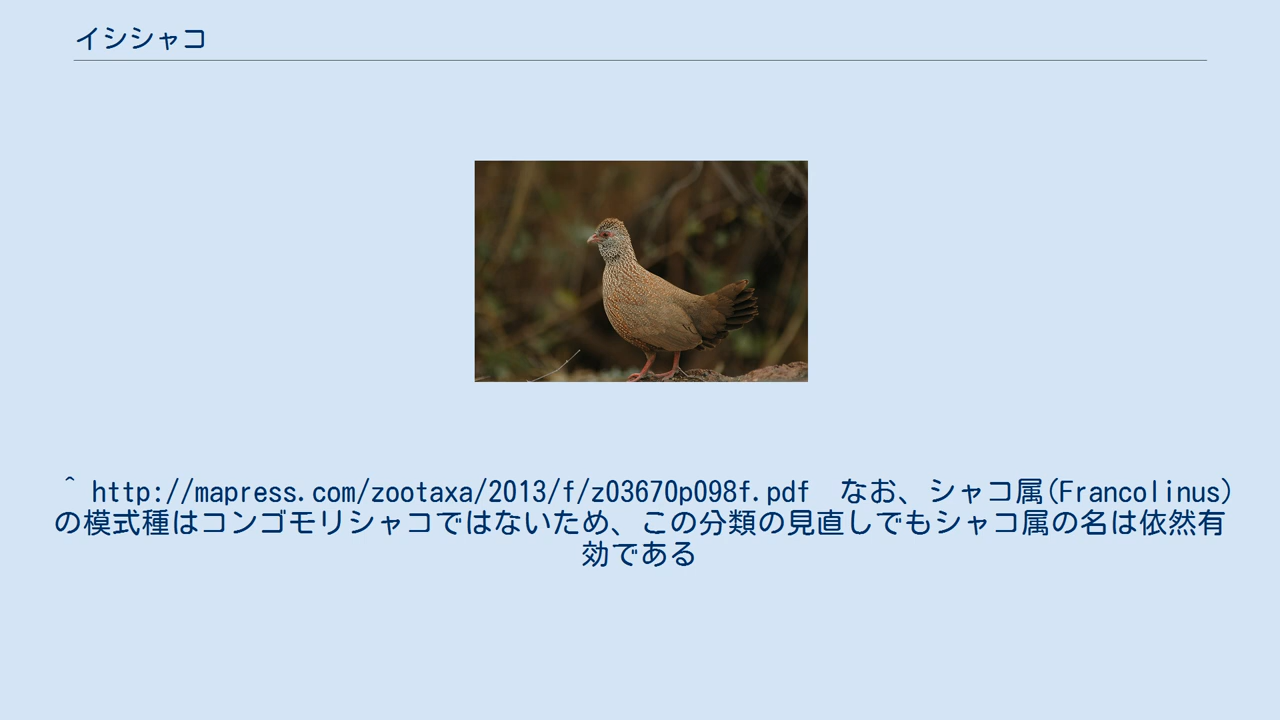 イシシャコ
^ http://mapress.com/zootaxa/2013/f/z03670p098f.pdf　なお、シャコ属(Francolinus)
の模式種はコンゴモリシャコではないため、この分類の見直しでもシャコ属の名は依然有
効である